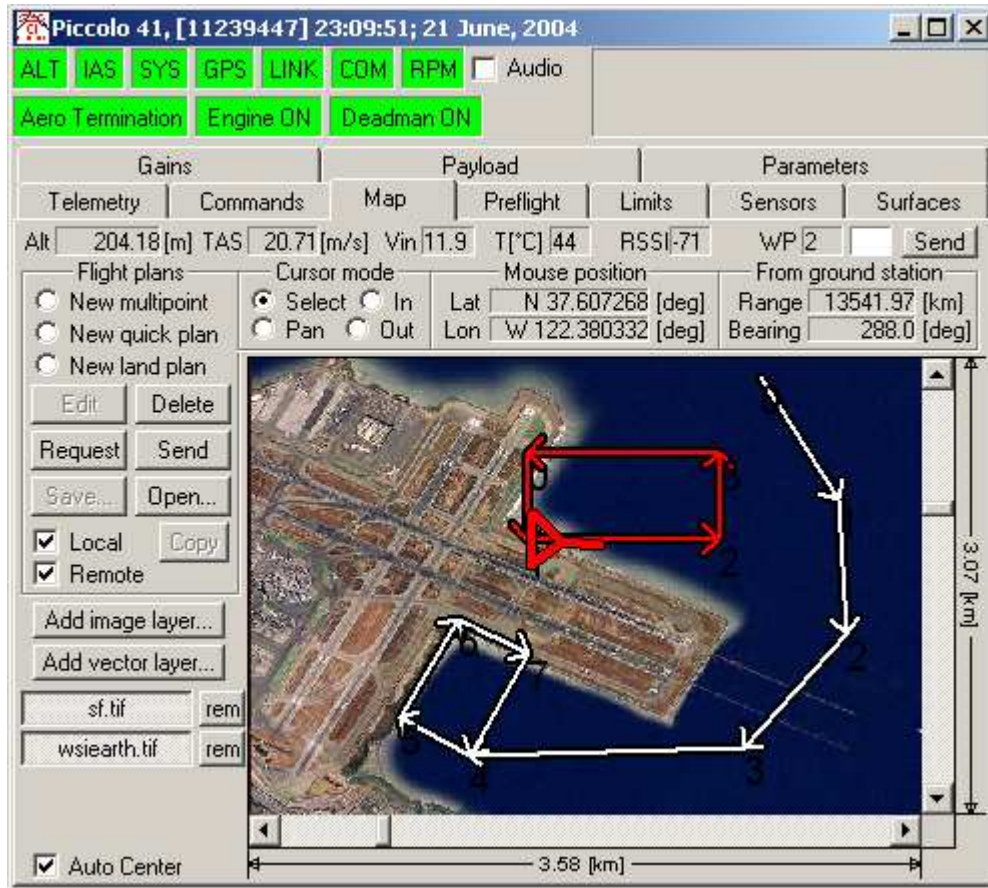 Piccolo 41, [11239447] 23:09:51; 21 June, 2004
ALT IAS SYS GPS LINK COM RPM Audio
Aero Termination Engine ON Deadman ON
Gains Payload Parameters
Telemetry Commands Map Preflight Limits Sensors Surfaces
Alt 204.18 [m] TAS 20.71 [m/s] Vin 11.9 T[°C] 44 RSSI -71 WP 2 Send
Flight plans Cursor mode Mouse position From ground station
New multipoint Select In Lat N 37.607268 [deg] Range 13541.97 [km]
New quick plan Pan Out Lon W 122.380332 [deg] Bearing 288.0 [deg]
New land plan
Edit Delete
Request Send
Save... Open...
Local Copy
Remote
Add image layer...
Add vector layer...
sf.tif rem
wsiearth.tif rem
Auto Center
0
3
2
1
2
3
4
5
6
7
3.07 [km]
3.58 [km]